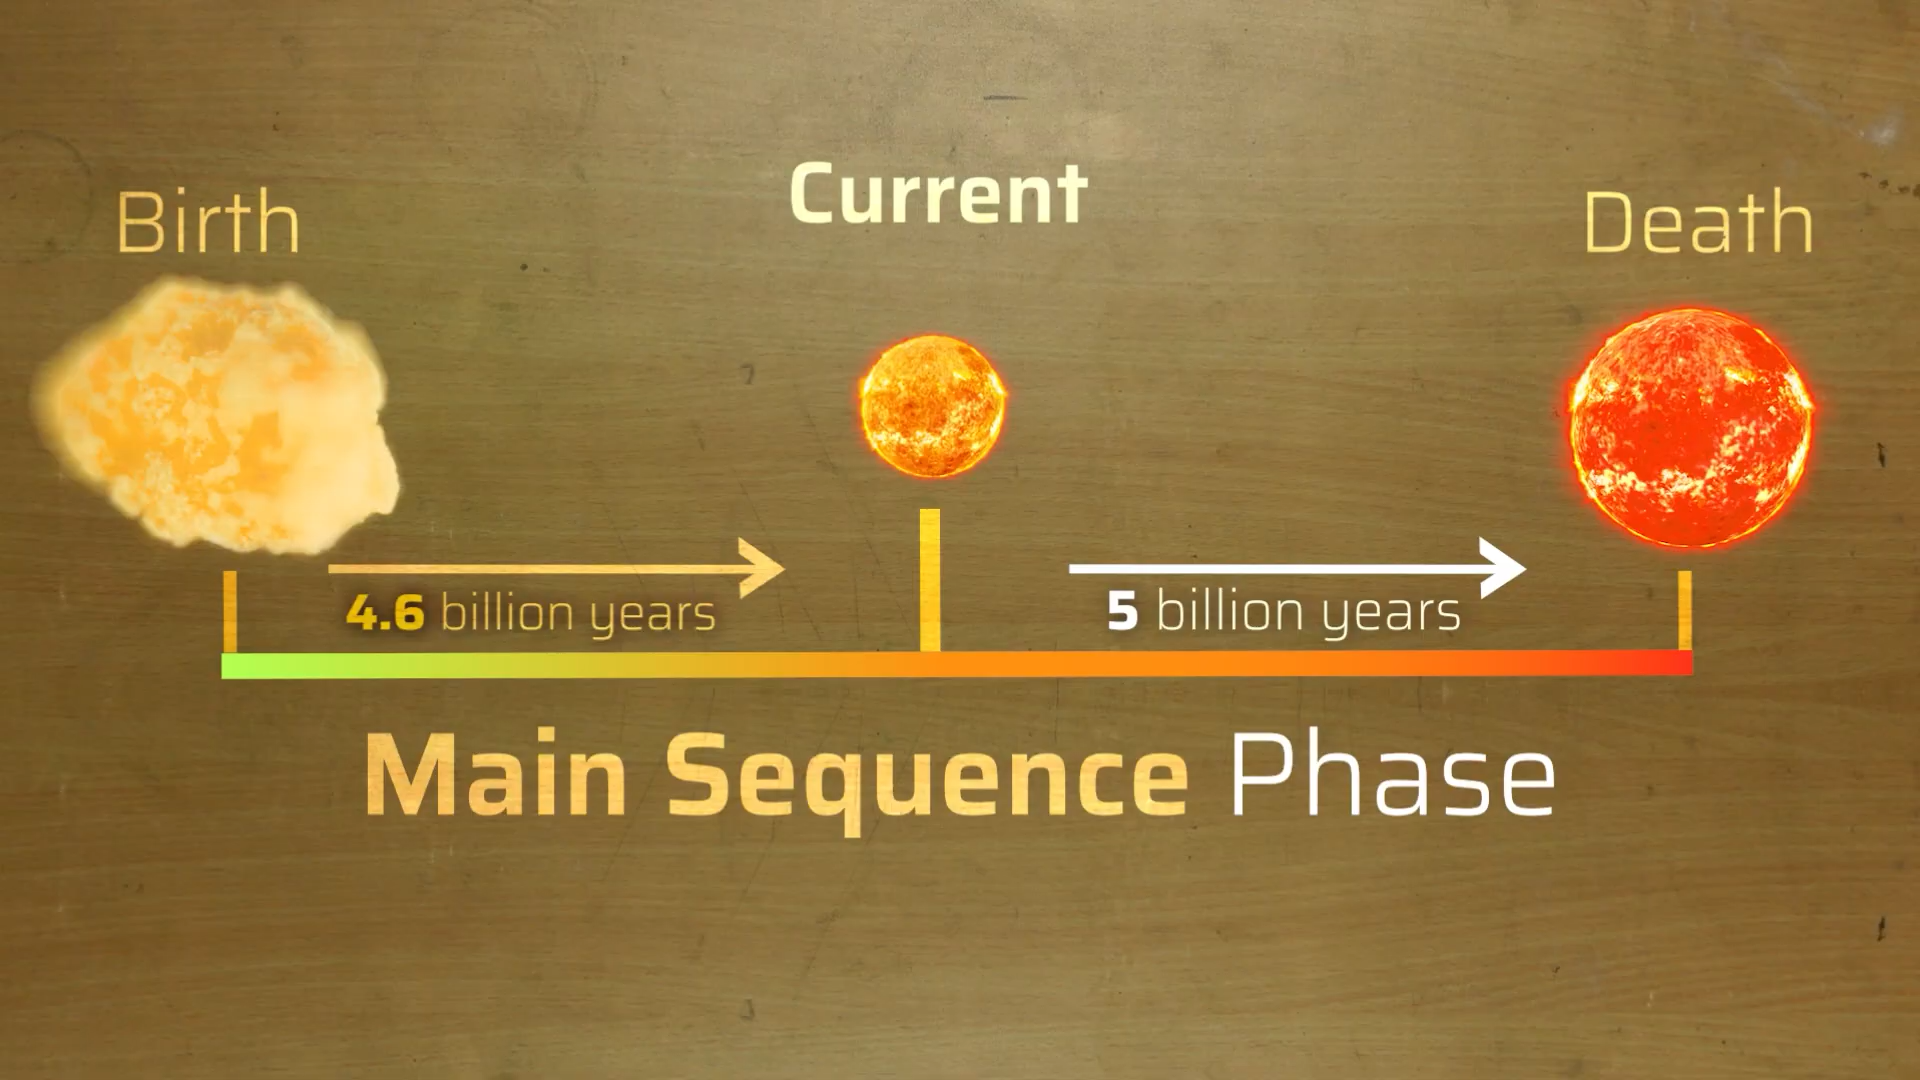 Current
Birth
Death
4.6 billion years
5 billion years
Main Sequence Phase